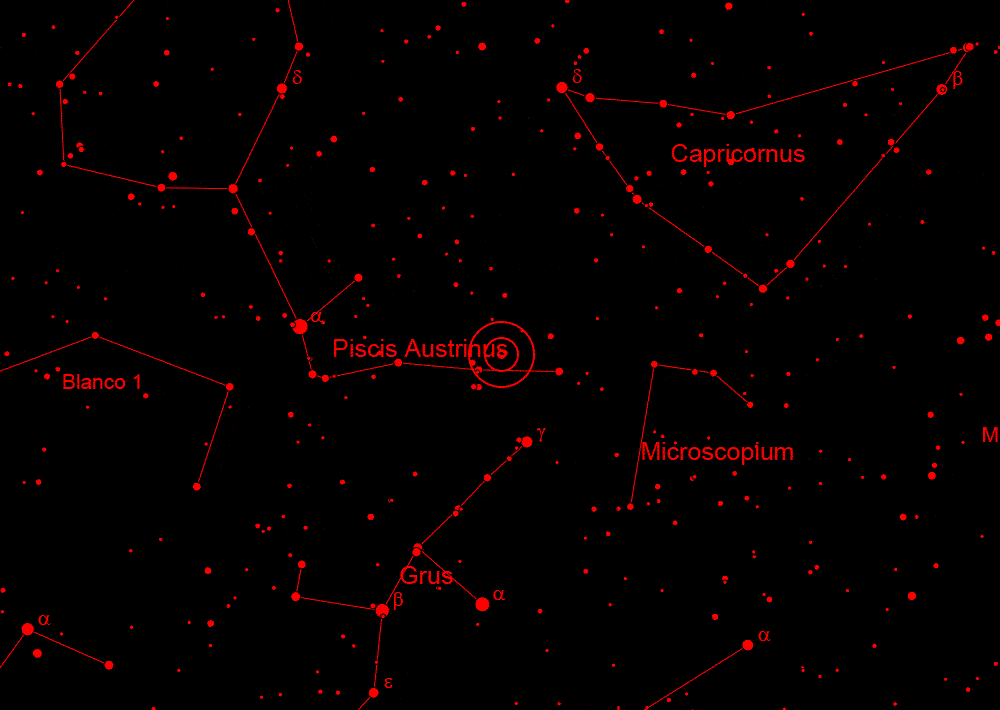 δ
δ
β
Capricornus
α
Piscis Austrinus
Blanco 1
γ
Microscopium
M
Grus
α
β
α
α
ε